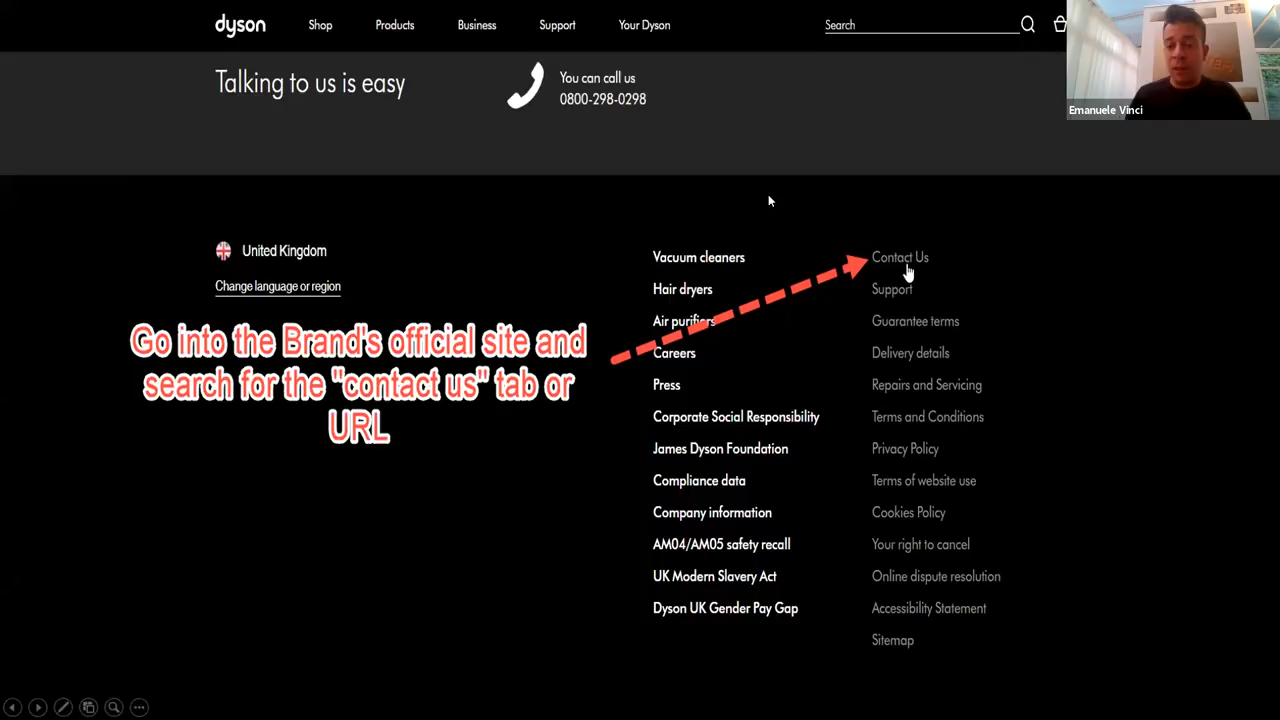 dyson
Shop
Products
Business
Support
Your Dyson
Search
Talking to us is easy
You can call us
0800-298-0298
Emanuele Vinci
United Kingdom
Change language or region
Go into the Brand's official site and
search for the "contact us" tab or
URL
Vacuum cleaners
Hair dryers
Air purifiers
Careers
Press
Corporate Social Responsibility
James Dyson Foundation
Compliance data
Company information
AM04/AM05 safety recall
UK Modern Slavery Act
Dyson UK Gender Pay Gap
Contact Us
Support
Guarantee terms
Delivery details
Repairs and Servicing
Terms and Conditions
Privacy Policy
Terms of website use
Cookies Policy
Your right to cancel
Online dispute resolution
Accessibility Statement
Sitemap